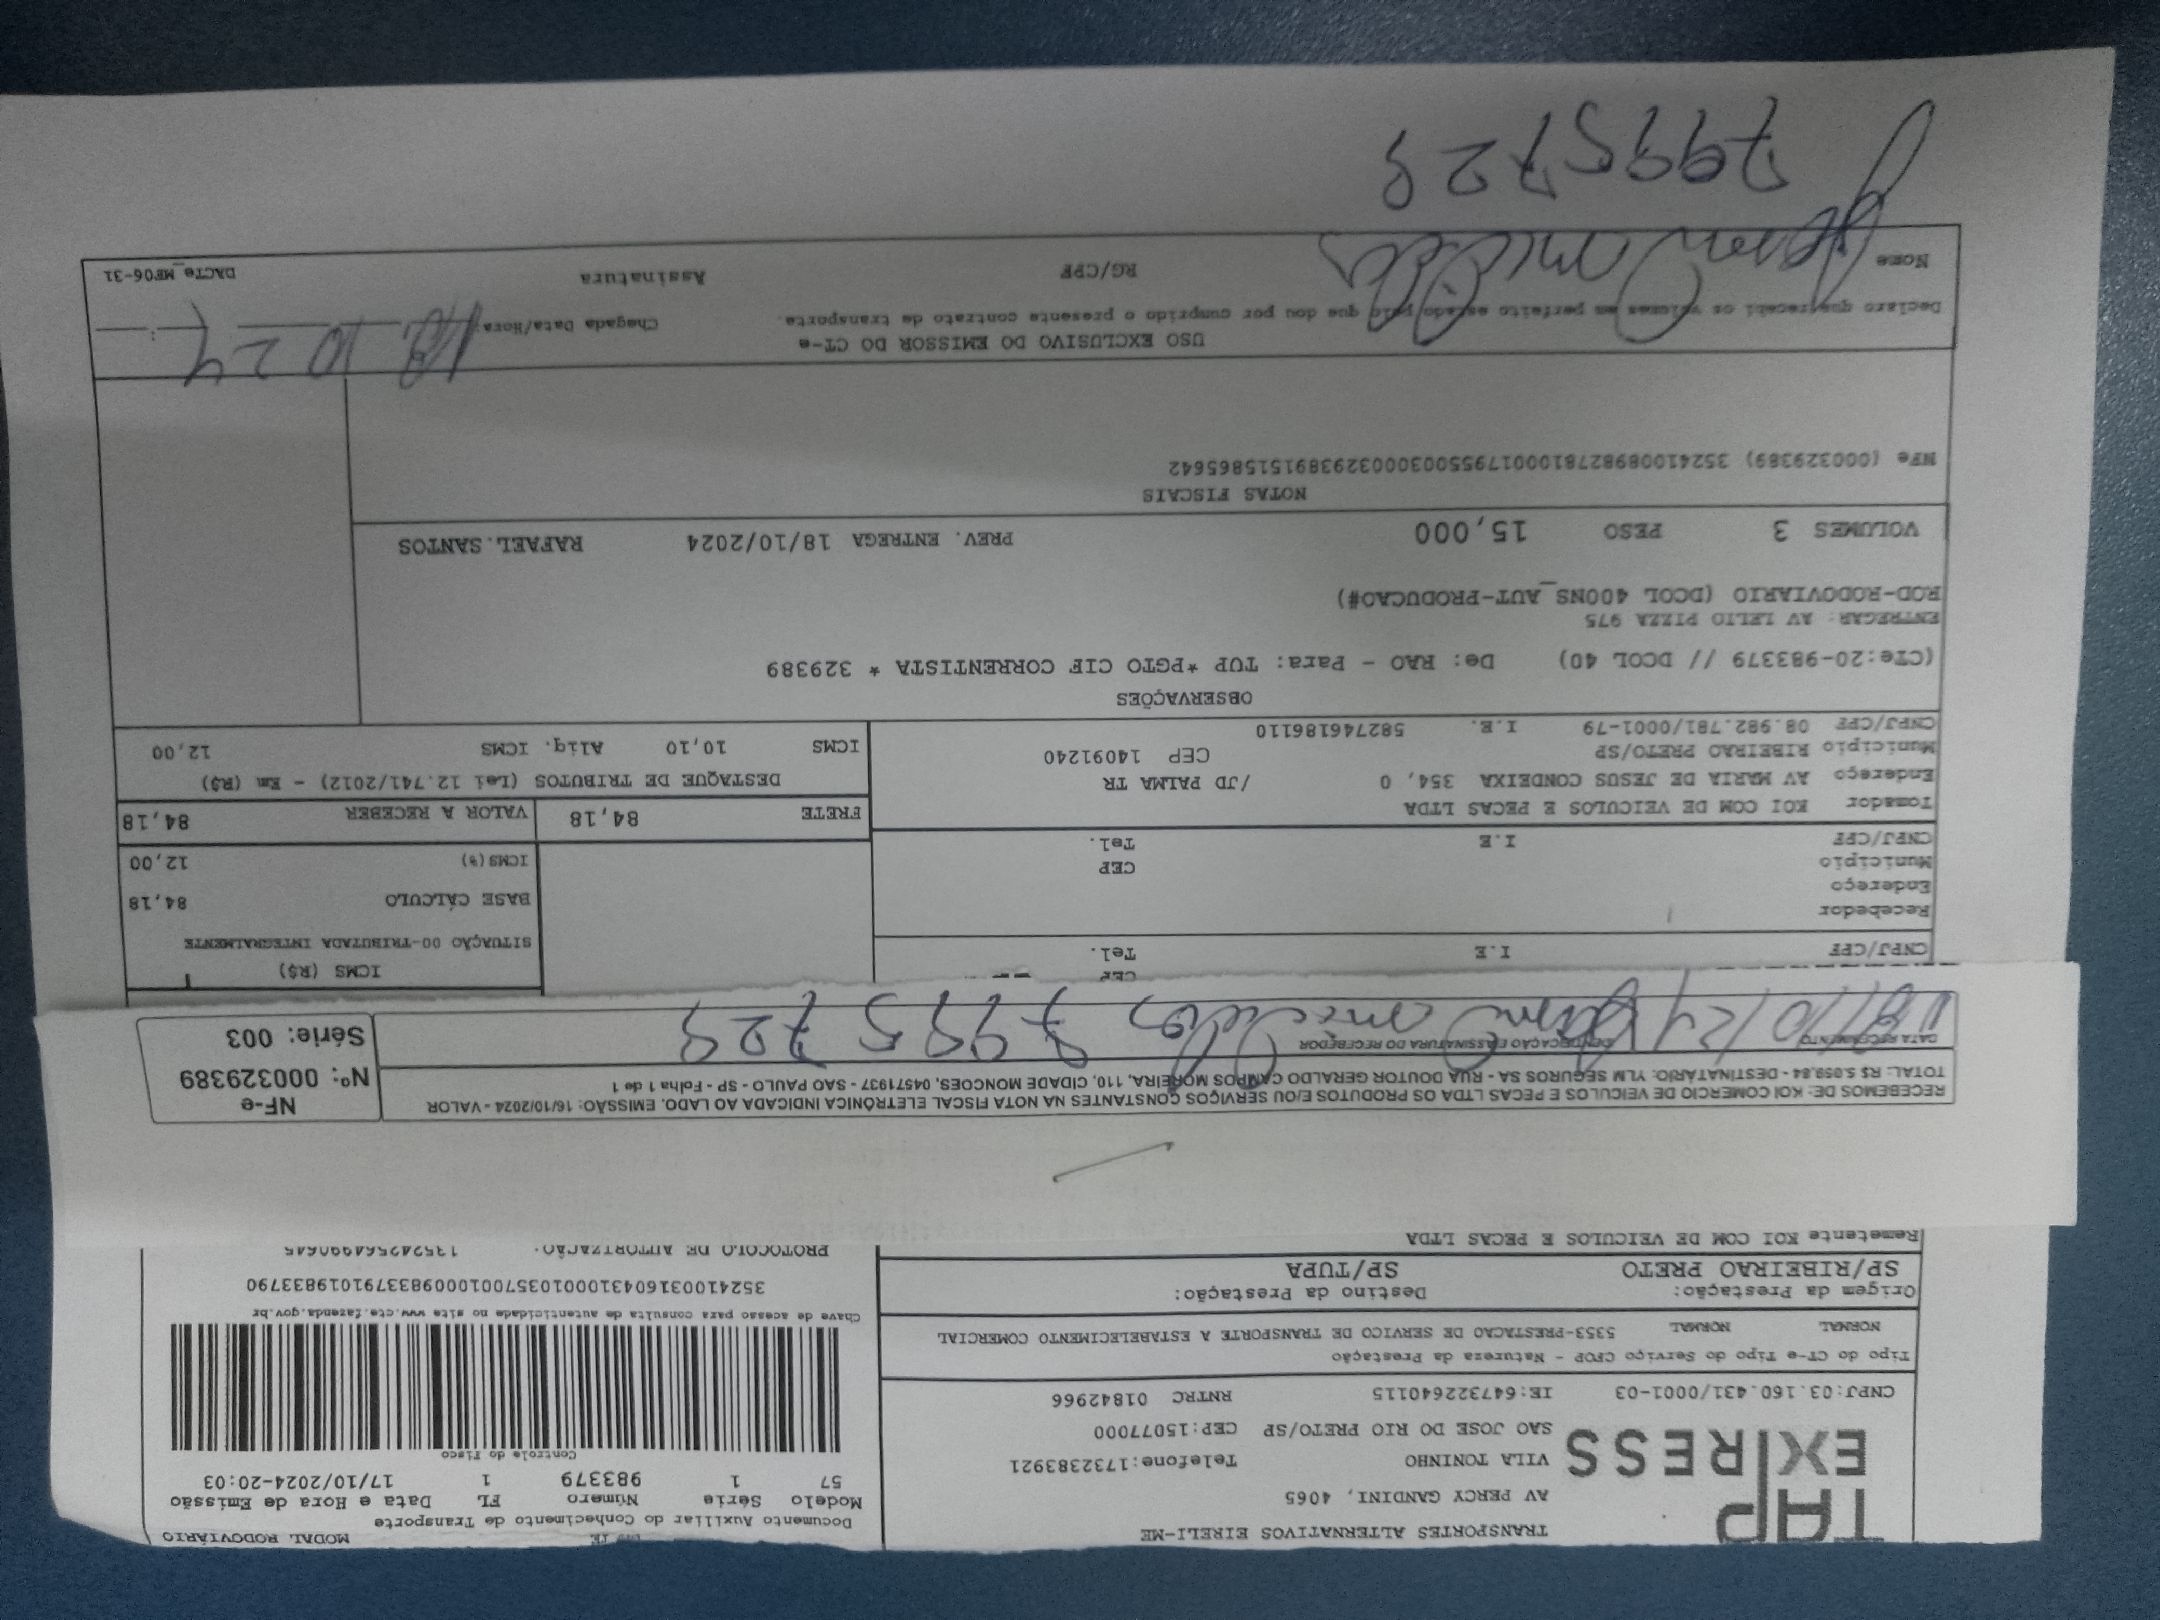 TAP
EXPRESS
TRANSPORTES ALTERNATIVOS EIRELI-ME
AV PERCY GANDINI, 4065
VILA TONINHO Telefone:1732383921
SAO JOSE DO RIO PRETO/SP CEP:15077000
CNPJ:03.160.431/0001-03 IE:647322640115 RNTRC 01842966
MODAL RODOVIÁRIO
Documento Auxiliar do Conhecimento de Transporte
Modelo Série Número FL Data e Hora de Emissão
57 1 983379 1 17/10/2024-20:03
Controle do Fisco
Chave de acesso para consulta de autenticidade no site www.cte.fazenda.gov.br
35241003160431000103570010009833791019833790
PROTOCOLO DE AUTORIZAÇÃO.
Tipo do CT-e Tipo do Serviço CFOP - Natureza da Prestação
NORMAL NORMAL 5353-PRESTACAO DE SERVICO DE TRANSPORTE A ESTABELECIMENTO COMERCIAL
Origem da Prestação: Destino da Prestação:
SP/RIBEIRAO PRETO SP/TUPA
Remetente KOI COM DE VEICULOS E PECAS LTDA
RECEBEMOS DE: KOI COMERCIO DE VEICULOS E PECAS LTDA OS PRODUTOS E/OU SERVIÇOS CONSTANTES NA NOTA FISCAL ELETRÔNICA INDICADA AO LADO. EMISSÃO: 16/10/2024 - VALOR
TOTAL: R$ 5.059,84 - DESTINATÁRIO: YLM SEGUROS SA - RUA DOUTOR GERALDO CAMPOS MOREIRA, 110, CIDADE MONCOES, 04571937 - SAO PAULO - SP - Folha 1 de 1
NF-e
Nº: 000329389
Série: 003
DATA RECEBIMENTO IDENTIFICAÇÃO E ASSINATURA DO RECEBEDOR
18/10/24 7995728
CEP
CNPJ/CPF I.E Tel.
Recebedor
Endereço
Município CEP
CNPJ/CPF I.E Tel.
ICMS (R$)
SITUAÇÃO 00-TRIBUTADA INTEGRALMENTE
BASE CÁLCULO 84,18
ICMS(%) 12,00
Tomador KOI COM DE VEICULOS E PECAS LTDA
Endereço AV MARIA DE JESUS CONDEIXA 354, 0 /JD PALMA TR
Município RIBEIRAO PRETO/SP CEP 14091240
CNPJ/CPF 08.982.781/0001-79 I.E. 582746186110
FRETE 84,18 VALOR A RECEBER 84,18
DESTAQUE DE TRIBUTOS (Lei 12.741/2012) - Em (R$)
ICMS 10,10 Aliq. ICMS 12,00
OBSERVAÇÕES
(CTe:20-983379 // DCOL 40) De: RAO - Para: TUP *PGTO CIF CORRENTISTA * 329389
ENTREGAR: AV LELIO PIZZA 975
ROD-RODOVIARIO (DCOL 400NS_AUT-PRODUCAO#)
VOLUMES 3 PESO 15,000 PREV. ENTREGA 18/10/2024 RAFAEL.SANTOS
NOTAS FISCAIS
NFe (000329389) 35241008982781000179550030003293891515865642
USO EXCLUSIVO DO EMISSOR DO CT-e
Declaro que recebi os volumes em perfeito estado pelo que dou por cumprido o presente contrato de transporte.
Chegada Data/Hora: 18 10 24
Nome RG/CPF Assinatura DACTe_MF06-31
7995728